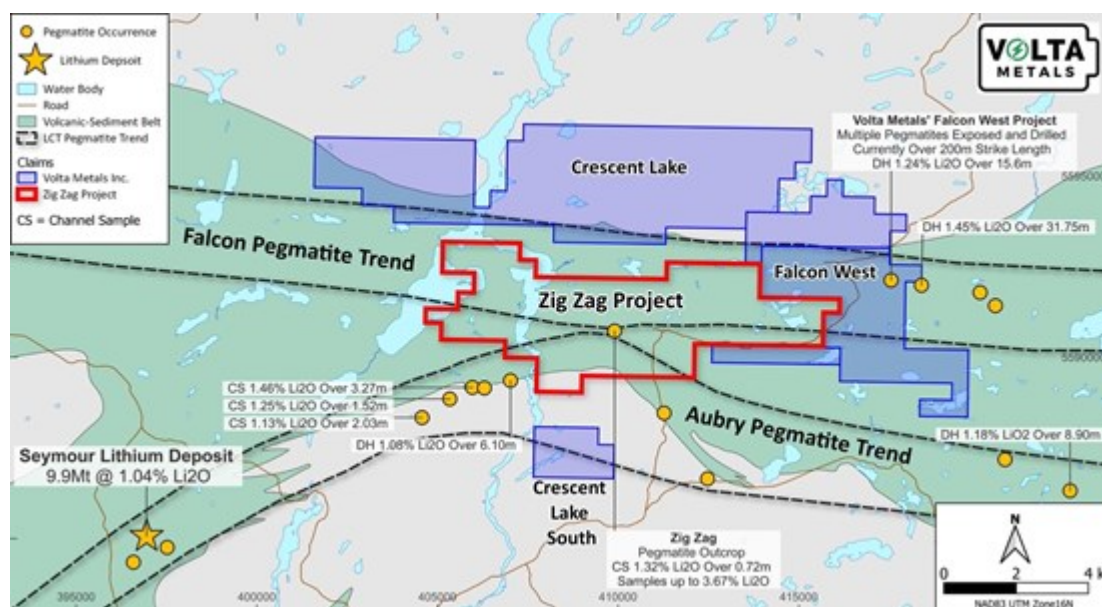 Pegmatite Occurrence
Lithium Depsoit
Water Body
Road
Volcanic-Sediment Belt
LCT Pegmatite Trend
Claims
Volta Metals Inc.
Zig Zag Project
CS = Channel Sample
VOLTA
METALS
Volta Metals' Falcon West Project
Multiple Pegmatites Exposed and Drilled
Currently Over 200m Strike Length
DH 1.24% Li2O Over 15.6m
5595000
Crescent Lake
DH 1.45% Li2O Over 31.75m
Falcon Pegmatite Trend
Falcon West
Zig Zag Project
5590000
CS 1.46% Li2O Over 3.27m
CS 1.25% Li2O Over 1.52m
CS 1.13% Li2O Over 2.03m
DH 1.08% Li2O Over 6.10m
Aubry Pegmatite Trend
DH 1.18% LiO2 Over 8.90m
Seymour Lithium Deposit
9.9Mt @ 1.04% Li2O
Crescent
Lake
South
Zig Zag
Pegmatite Outcrop
CS 1.32% Li2O Over 0.72m
Samples up to 3.67% Li2O
N
0 2 4 k
NAD83 UTM Zone16N
395000 400000 405000 410000 415000